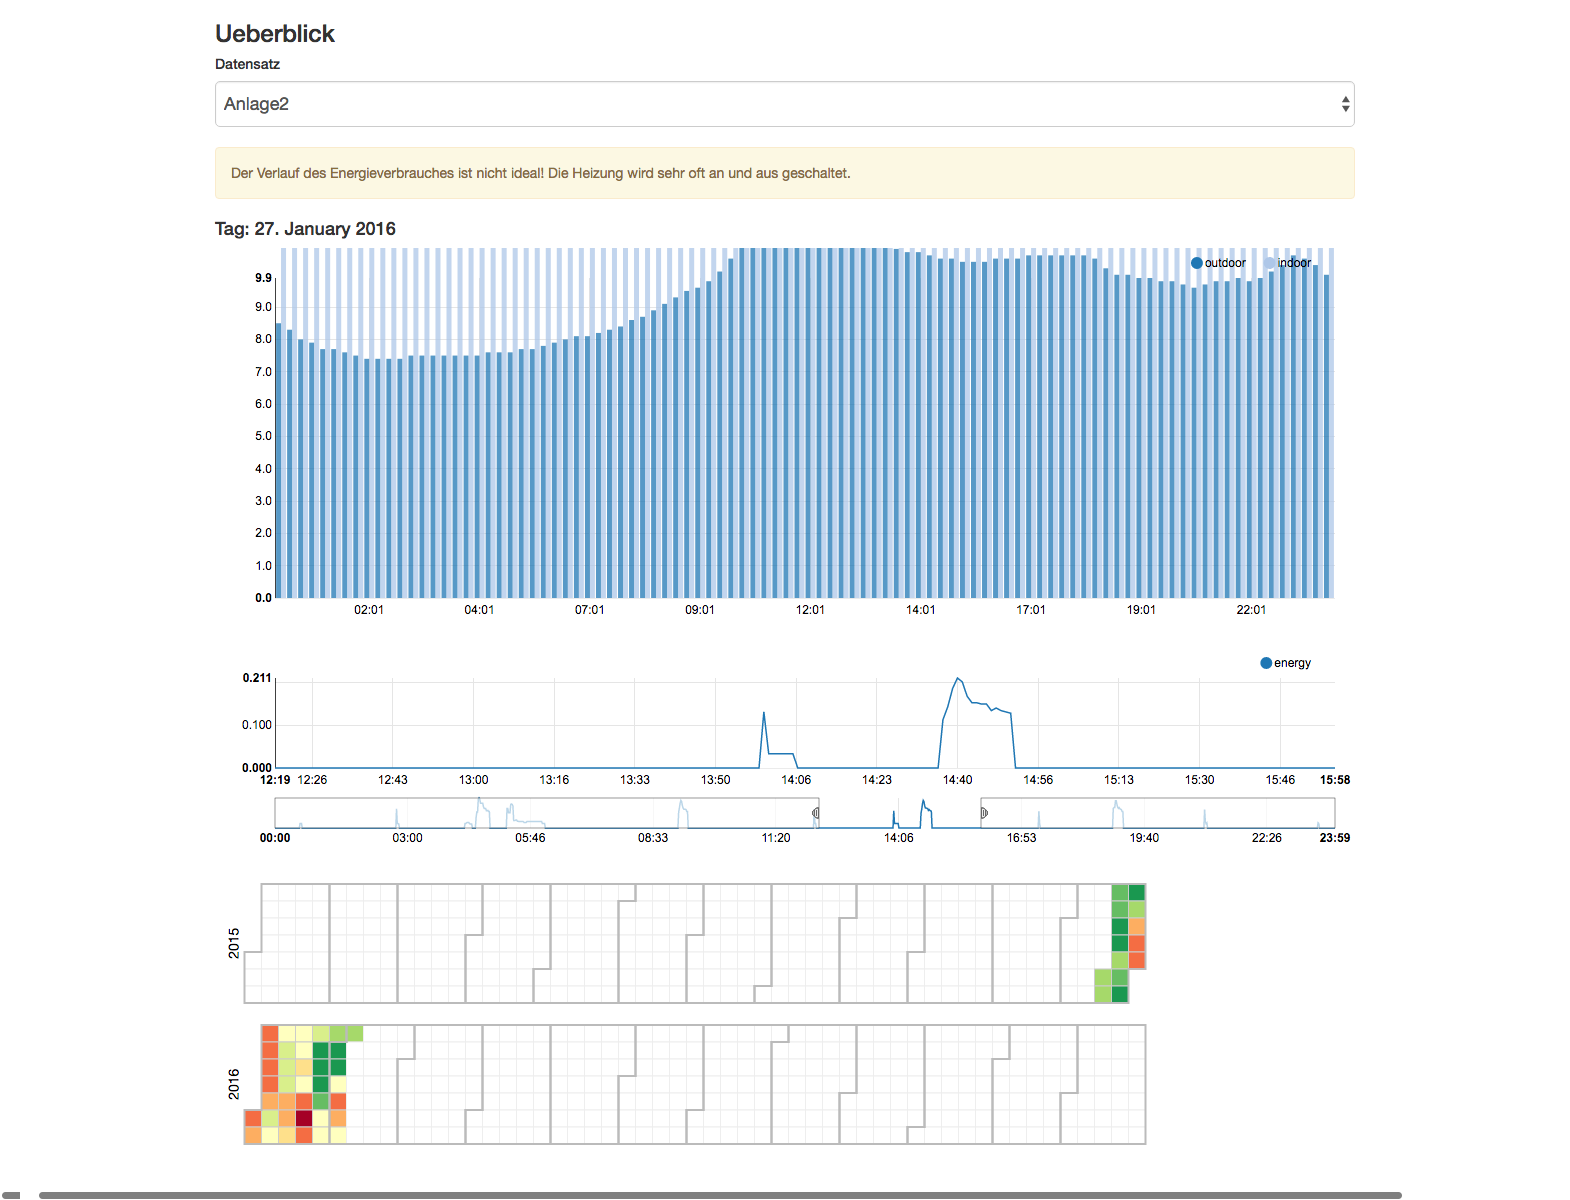 Ueberblick
Datensatz
Anlage2
Der Verlauf des Energieverbrauches ist nicht ideal! Die Heizung wird sehr oft an und aus geschaltet.
Tag: 27. January 2016
outdoor indoor
9.9
9.0
8.0
7.0
6.0
5.0
4.0
3.0
2.0
1.0
0.0
02:01 04:01 07:01 09:01 12:01 14:01 17:01 19:01 22:01
energy
0.211
0.100
0.000
12:19 12:26 12:43 13:00 13:16 13:33 13:50 14:06 14:23 14:40 14:56 15:13 15:30 15:46 15:58
00:00 03:00 05:46 08:33 11:20 14:06 16:53 19:40 22:26 23:59
2015
2016